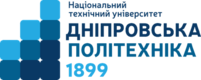 Національний
технічний університет
ДНІПРОВСЬКА
ПОЛІТЕХНІКА
1899